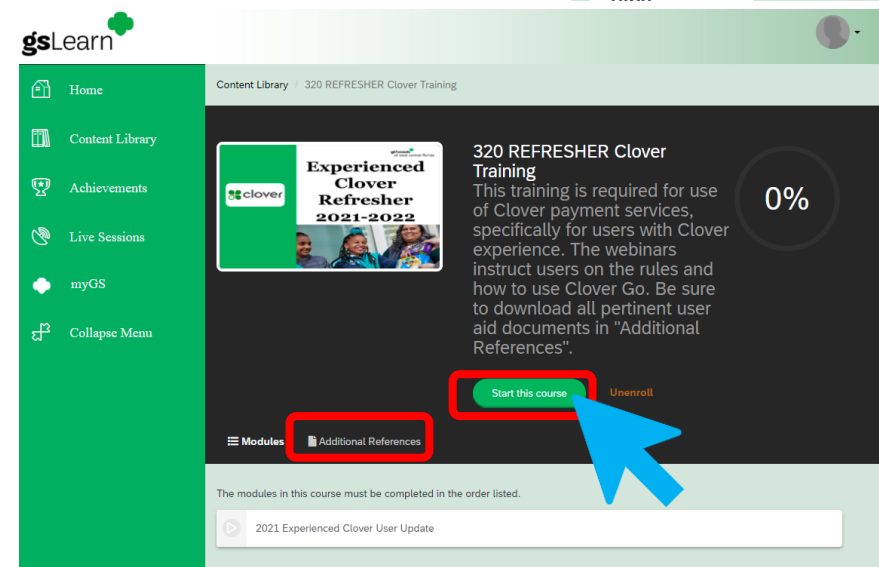 gsLearn
Home
Content Library
Achievements
Live Sessions
myGS
Collapse Menu
Content Library / 320 REFRESHER Clover Training
clover
Experienced
Clover
Refresher
2021-2022
320 REFRESHER Clover
Training
This training is required for use
of Clover payment services,
specifically for users with Clover
experience. The webinars
instruct users on the rules and
how to use Clover Go. Be sure
to download all pertinent user
aid documents in "Additional
References".
0%
Start this course
Unenroll
Modules
Additional References
The modules in this course must be completed in the order listed.
2021 Experienced Clover User Update